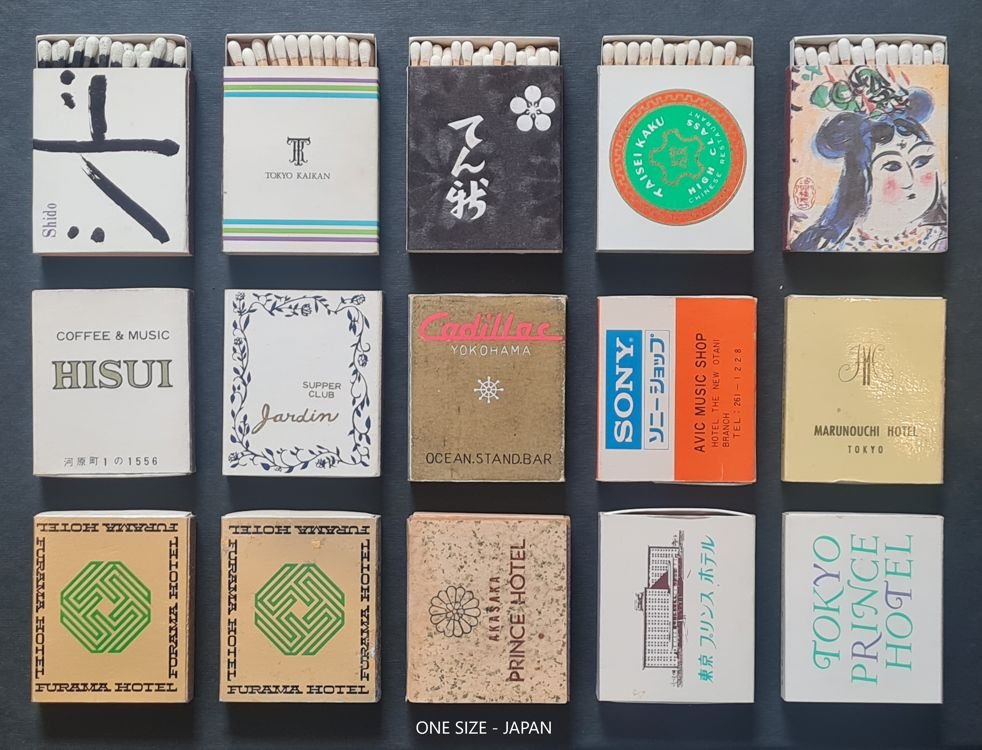 Shido
TOKYO KAIKAN
てん新
TAISEI KAKU
HIGH CLASS
CHINESE RESTAURANT
COFFEE & MUSIC
HISUI
河原町1の1556
SUPPER
CLUB
Jardin
Cadillac
YOKOHAMA
OCEAN.STAND.BAR
SONY
ソニーショップ
AVIC MUSIC SHOP
HOTEL THE NEW OTANI
BRANCH
TEL:261-1228
MARUNOUCHI HOTEL
TOKYO
FURAMA HOTEL
FURAMA HOTEL
FURAMA HOTEL
FURAMA HOTEL
FURAMA HOTEL
FURAMA HOTEL
FURAMA HOTEL
FURAMA HOTEL
AKASAKA
PRINCE HOTEL
東京プリンスホテル
TOKYO
PRINCE
HOTEL
ONE SIZE - JAPAN